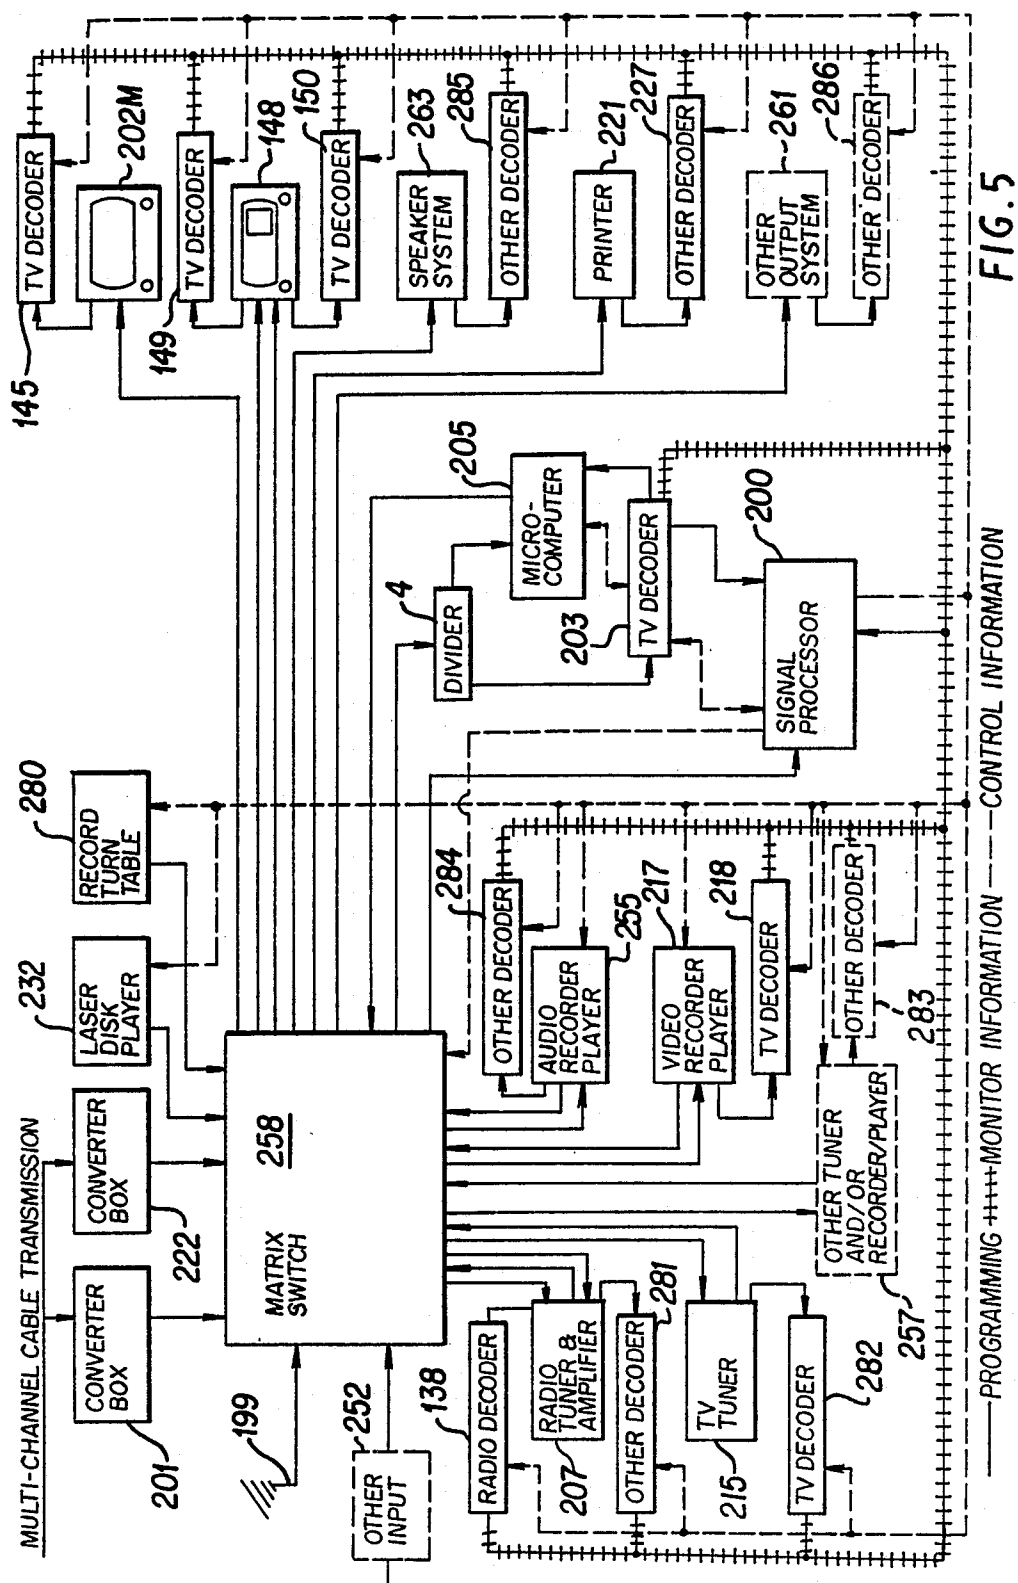 MULTI-CHANNEL CABLE TRANSMISSION
201
CONVERTER
BOX
222
CONVERTER
BOX
232
LASER
DISK
PLAYER
280
RECORD
TURN
TABLE
199
252
OTHER
INPUT
MATRIX
SWITCH
258
145
TV DECODER
202M
149
TV DECODER
148
150
TV DECODER
263
SPEAKER
SYSTEM
285
OTHER DECODER
221
PRINTER
227
OTHER DECODER
261
OTHER
OUTPUT
SYSTEM
286
OTHER DECODER
4
DIVIDER
205
MICRO-
COMPUTER
203
TV DECODER
200
SIGNAL
PROCESSOR
138
RADIO DECODER
207
RADIO
TUNER &
AMPLIFIER
281
OTHER DECODER
215
TV
TUNER
282
TV DECODER
284
OTHER DECODER
255
AUDIO
RECORDER
PLAYER
217
VIDEO
RECORDER
PLAYER
218
TV DECODER
257
OTHER TUNER
AND/OR
RECORDER/PLAYER
283
OTHER DECODER
PROGRAMMING MONITOR INFORMATION CONTROL INFORMATION
FIG. 5